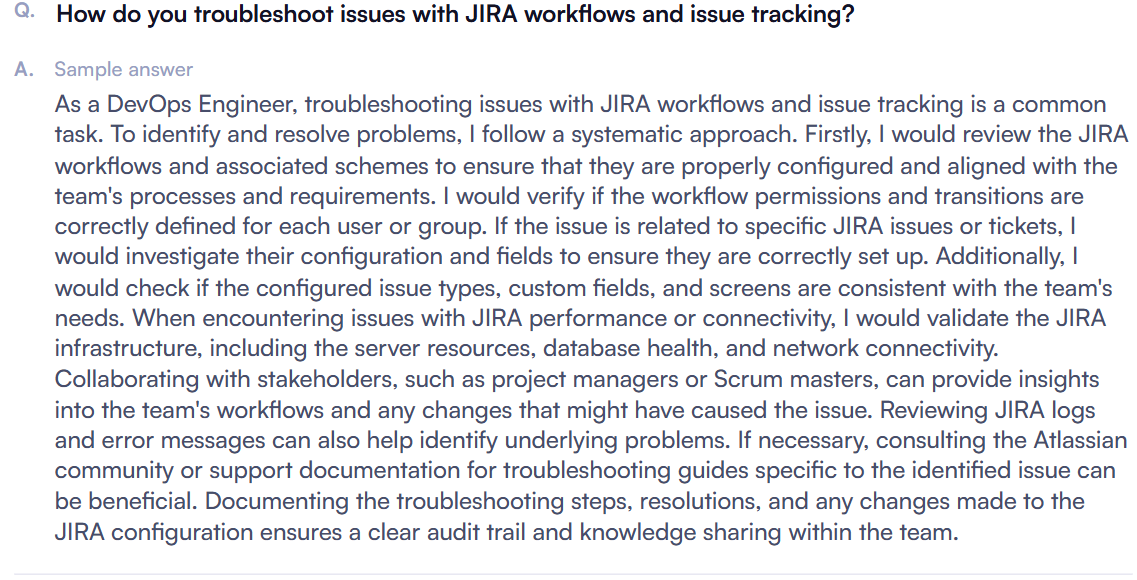 Q. How do you troubleshoot issues with JIRA workflows and issue tracking?
A. Sample answer
As a DevOps Engineer, troubleshooting issues with JIRA workflows and issue tracking is a common
task. To identify and resolve problems, I follow a systematic approach. Firstly, I would review the JIRA
workflows and associated schemes to ensure that they are properly configured and aligned with the
team's processes and requirements. I would verify if the workflow permissions and transitions are
correctly defined for each user or group. If the issue is related to specific JIRA issues or tickets, I
would investigate their configuration and fields to ensure they are correctly set up. Additionally, I
would check if the configured issue types, custom fields, and screens are consistent with the team's
needs. When encountering issues with JIRA performance or connectivity, I would validate the JIRA
infrastructure, including the server resources, database health, and network connectivity.
Collaborating with stakeholders, such as project managers or Scrum masters, can provide insights
into the team's workflows and any changes that might have caused the issue. Reviewing JIRA logs
and error messages can also help identify underlying problems. If necessary, consulting the Atlassian
community or support documentation for troubleshooting guides specific to the identified issue can
be beneficial. Documenting the troubleshooting steps, resolutions, and any changes made to the
JIRA configuration ensures a clear audit trail and knowledge sharing within the team.